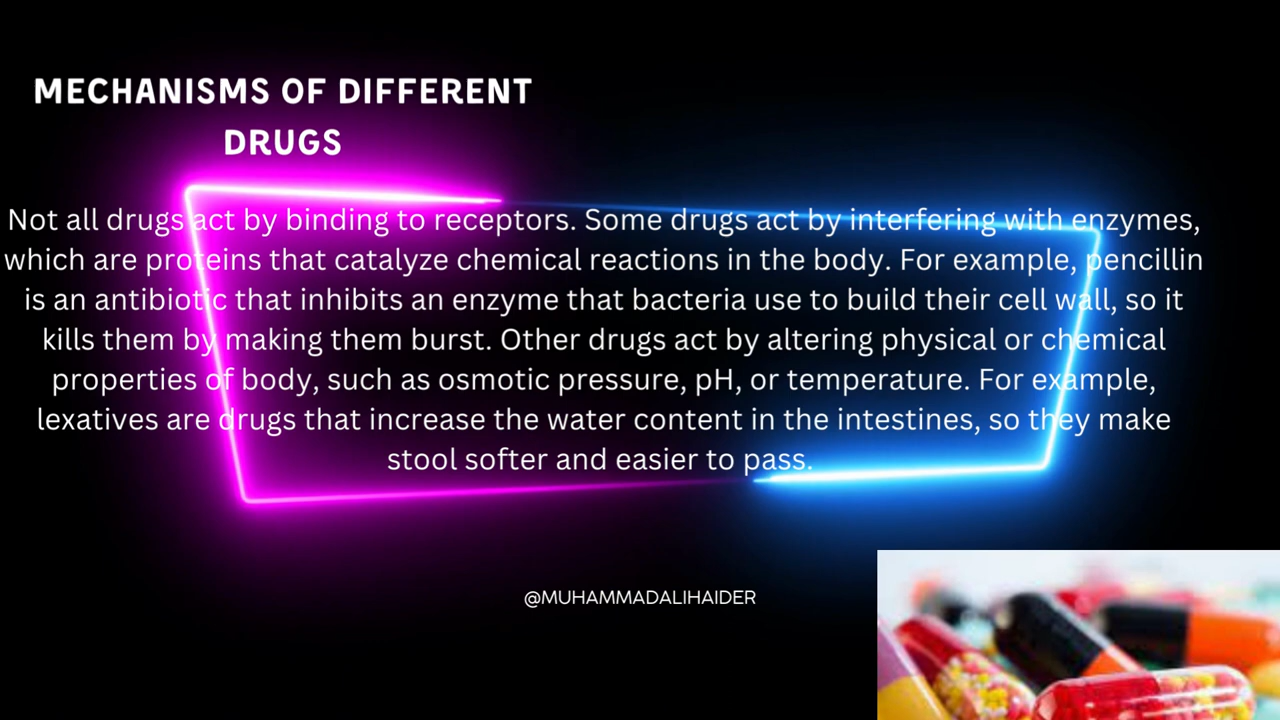 MECHANISMS OF DIFFERENT
DRUGS
Not all drugs act by binding to receptors. Some drugs act by interfering with enzymes,
which are proteins that catalyze chemical reactions in the body. For example, pencillin
is an antibiotic that inhibits an enzyme that bacteria use to build their cell wall, so it
kills them by making them burst. Other drugs act by altering physical or chemical
properties of body, such as osmotic pressure, pH, or temperature. For example,
lexatives are drugs that increase the water content in the intestines, so they make
stool softer and easier to pass.
@MUHAMMADALIHAIDER